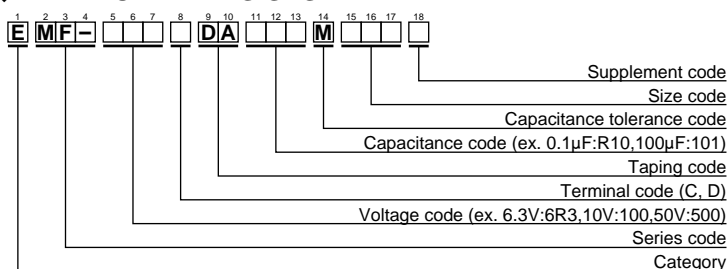 1 2 3 4 5 6 7 8 9 10 11 12 13 14 15 16 17 18
E M F - D A M
Supplement code
Size code
Capacitance tolerance code
Capacitance code (ex. 0.1μF:R10,100μF:101)
Taping code
Terminal code (C, D)
Voltage code (ex. 6.3V:6R3,10V:100,50V:500)
Series code
Category